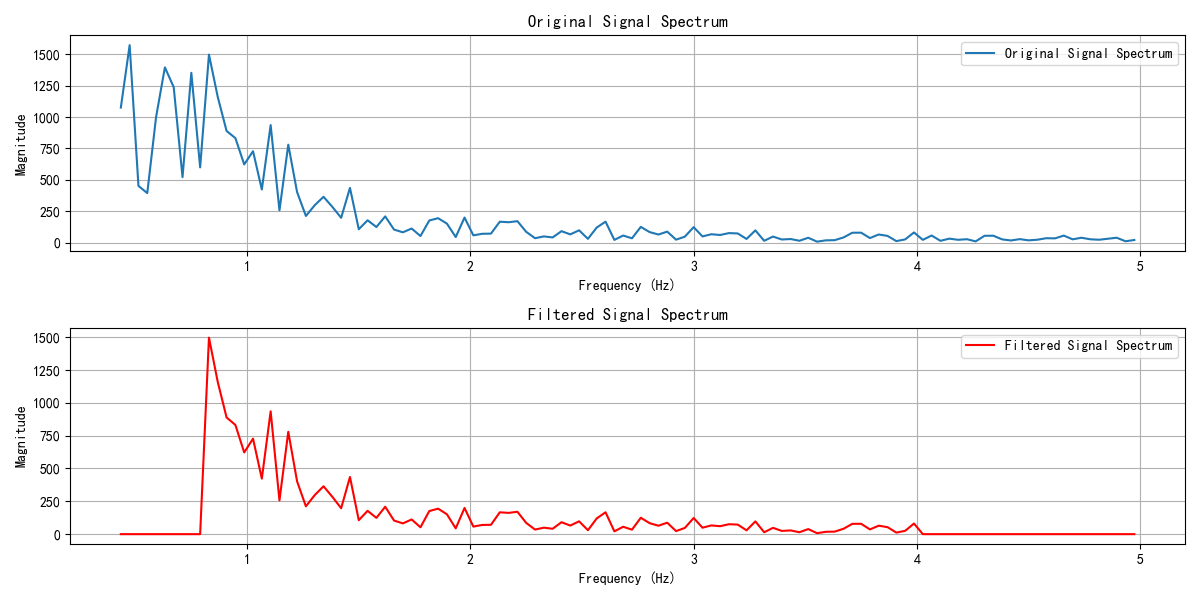 Original Signal Spectrum
Original Signal Spectrum
Magnitude
1500
1250
1000
750
500
250
0
1 2 3 4 5
Frequency (Hz)
Filtered Signal Spectrum
Filtered Signal Spectrum
Magnitude
1500
1250
1000
750
500
250
0
1 2 3 4 5
Frequency (Hz)